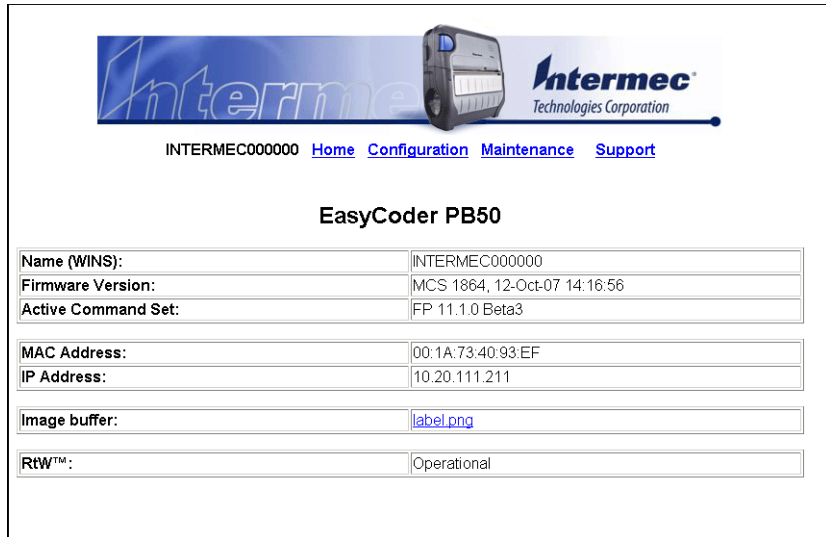 Intermec
Intermec
Technologies Corporation
INTERMEC000000 Home Configuration Maintenance Support
EasyCoder PB50
Name (WINS): INTERMEC000000
Firmware Version: MCS 1864, 12-Oct-07 14:16:56
Active Command Set: FP 11.1.0 Beta3
MAC Address: 00:1A:73:40:93:EF
IP Address: 10.20.111.211
Image buffer: label.png
RtW™: Operational